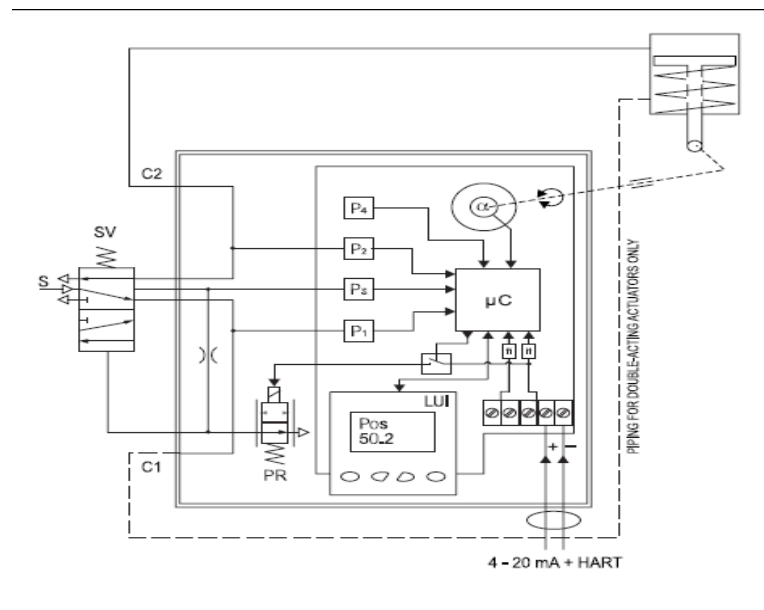 C2
SV
S
P4
P2
Ps
P1
α
µC
PIPING FOR DOUBLE-ACTING ACTUATORS ONLY
LUI
Pos
50.2
+ −
C1
PR
4 - 20 mA + HART